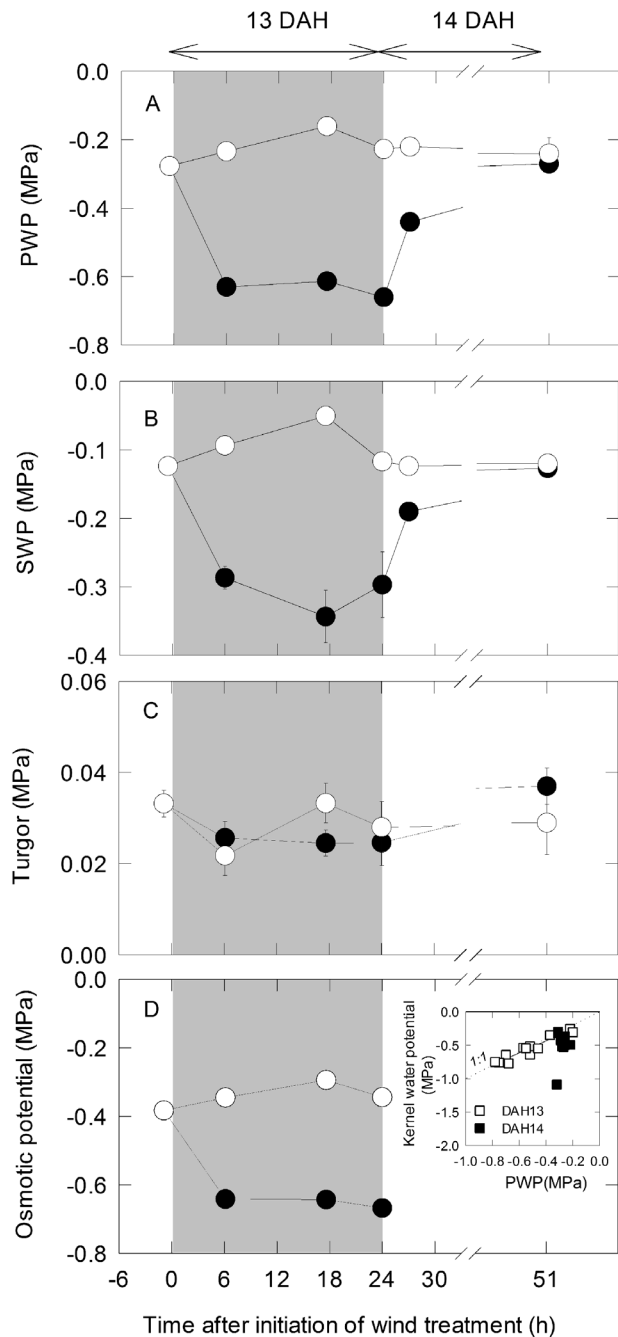 13 DAH
14 DAH
0.0
A
-0.2
PWP (MPa)
-0.4
-0.6
-0.8
0.0
B
-0.1
SWP (MPa)
-0.2
-0.3
-0.4
0.06
C
0.04
Turgor (MPa)
0.02
0.00
0.0
D
-0.2
Osmotic potential (MPa)
-0.4
-0.6
-0.8
Kernel water potential
(MPa)
0.0
-0.5
-1.0
-1.5
-2.0
1:1
DAH13
DAH14
-1.0 -0.8 -0.6 -0.4 -0.2 0.0
PWP(MPa)
-6 0 6 12 18 24 30 51
Time after initiation of wind treatment (h)